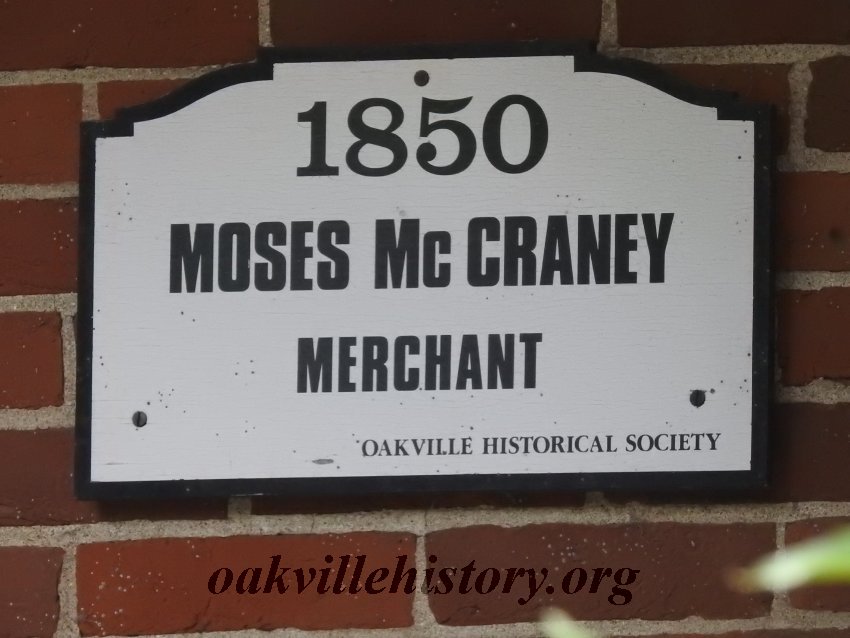 1850
MOSES Mc CRANEY
MERCHANT
OAKVILLE HISTORICAL SOCIETY
oakvillehistory.org